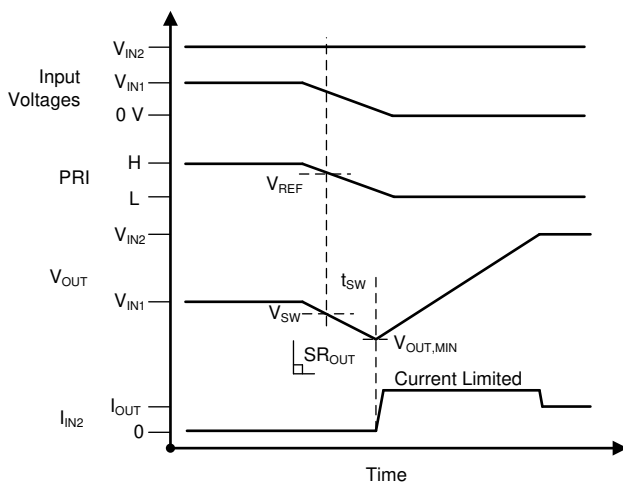 V_IN2
Input
Voltages
V_IN1
0 V
H
PRI
V_REF
L
V_IN2
t_SW
V_OUT
V_IN1
V_SW
V_OUT,MIN
SR_OUT
Current Limited
I_OUT
I_IN2
0
Time